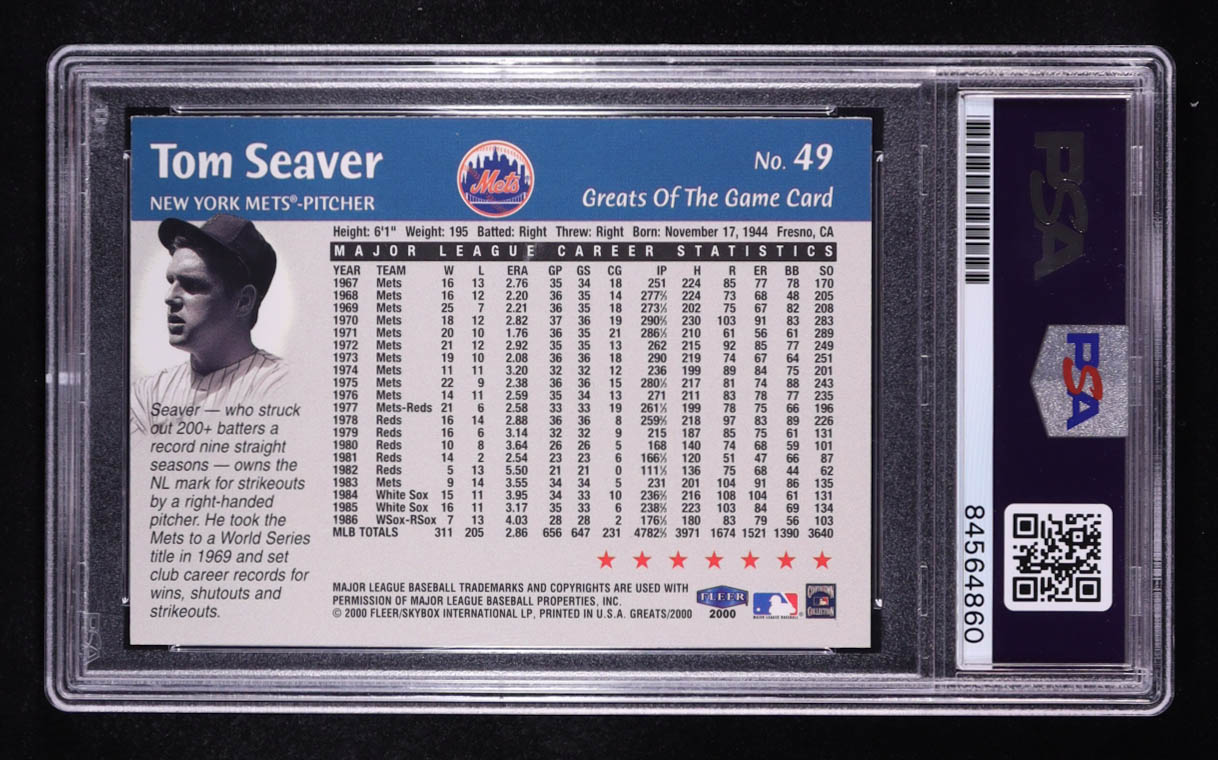 Tom Seaver
NEW YORK METS®-PITCHER
Mets
No. 49
Greats Of The Game Card
Height: 6'1" Weight: 195 Batted: Right Threw: Right Born: November 17, 1944 Fresno, CA
MAJOR LEAGUE CAREER STATISTICS
YEAR TEAM W L ERA GP GS CG IP H R ER BB SO
1967 Mets 16 13 2.76 35 34 18 251 224 85 77 78 170
1968 Mets 16 12 2.20 36 35 14 277⅔ 224 73 68 48 205
1969 Mets 25 7 2.21 36 35 18 273⅓ 202 75 67 82 208
1970 Mets 18 12 2.82 37 36 19 290⅔ 230 103 91 83 283
1971 Mets 20 10 1.76 36 35 21 286⅓ 210 61 56 61 289
1972 Mets 21 12 2.92 35 35 13 262 215 92 85 77 249
1973 Mets 19 10 2.08 36 36 18 290 219 74 67 64 251
1974 Mets 11 11 3.20 32 32 12 236 199 89 84 75 201
1975 Mets 22 9 2.38 36 36 15 280⅓ 217 81 74 88 243
1976 Mets 14 11 2.59 35 34 13 271 211 83 78 77 235
1977 Mets-Reds 21 6 2.58 33 33 19 261⅓ 199 78 75 66 196
1978 Reds 16 14 2.88 36 36 8 259⅔ 218 97 83 89 226
1979 Reds 16 6 3.14 32 32 9 215 187 85 75 61 131
1980 Reds 10 8 3.64 26 26 5 168 140 74 68 59 101
1981 Reds 14 2 2.54 23 23 6 166⅓ 120 51 47 66 87
1982 Reds 5 13 5.50 21 21 0 111⅓ 136 75 68 44 62
1983 Mets 9 14 3.55 34 34 5 231 201 104 91 86 135
1984 White Sox 15 11 3.95 34 33 10 236⅔ 216 108 104 61 131
1985 White Sox 16 11 3.17 35 33 6 238⅔ 223 103 84 69 134
1986 WSox-RSox 7 13 4.03 28 28 2 176⅓ 180 83 79 56 103
MLB TOTALS 311 205 2.86 656 647 231 4782⅔ 3971 1674 1521 1390 3640
Seaver — who struck
out 200+ batters a
record nine straight
seasons — owns the
NL mark for strikeouts
by a right-handed
pitcher. He took the
Mets to a World Series
title in 1969 and set
club career records for
wins, shutouts and
strikeouts.
MAJOR LEAGUE BASEBALL TRADEMARKS AND COPYRIGHTS ARE USED WITH
PERMISSION OF MAJOR LEAGUE BASEBALL PROPERTIES, INC.
© 2000 FLEER/SKYBOX INTERNATIONAL LP, PRINTED IN U.S.A. GREATS/2000
FLEER
2000
MAJOR LEAGUE BASEBALL
COOPERSTOWN
COLLECTION
PSA
PSA
84564860